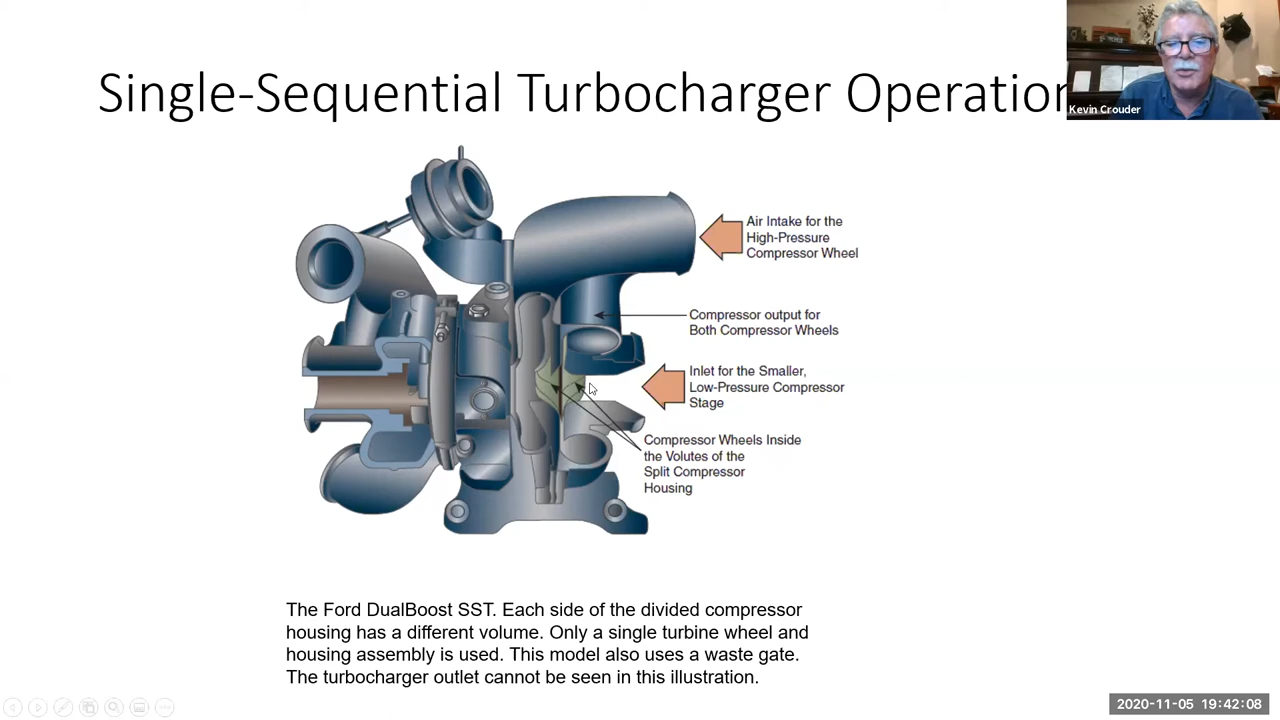 Single-Sequential Turbocharger Operation
Kevin Crouder
Air Intake for the
High-Pressure
Compressor Wheel
Compressor output for
Both Compressor Wheels
Inlet for the Smaller,
Low-Pressure Compressor
Stage
Compressor Wheels Inside
the Volutes of the
Split Compressor
Housing
The Ford DualBoost SST. Each side of the divided compressor
housing has a different volume. Only a single turbine wheel and
housing assembly is used. This model also uses a waste gate.
The turbocharger outlet cannot be seen in this illustration.
2020-11-05 19:42:08